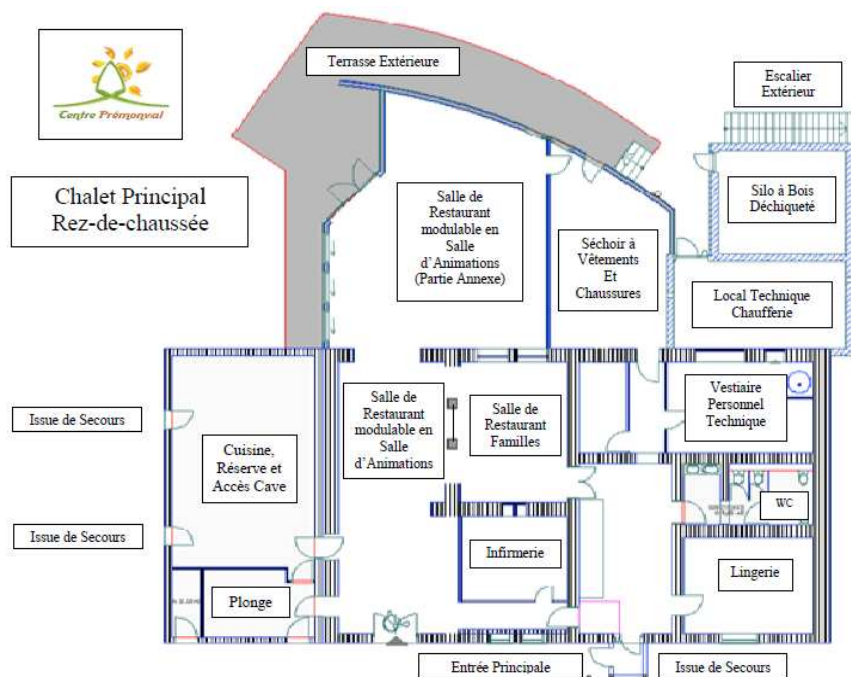 Centre Prémonval
Chalet Principal
Rez-de-chaussée
Terrasse Extérieure
Escalier
Extérieur
Silo à Bois
Déchiqueté
Salle de
Restaurant
modulable en
Salle
d'Animations
(Partie Annexe)
Séchoir à
Vêtements
Et
Chaussures
Local Technique
Chaufferie
Issue de Secours
Cuisine,
Réserve et
Accès Cave
Salle de
Restaurant
modulable en
Salle
d'Animations
Salle de
Restaurant
Familles
Vestiaire
Personnel
Technique
WC
Issue de Secours
Infirmerie
Lingerie
Plonge
Entrée Principale
Issue de Secours